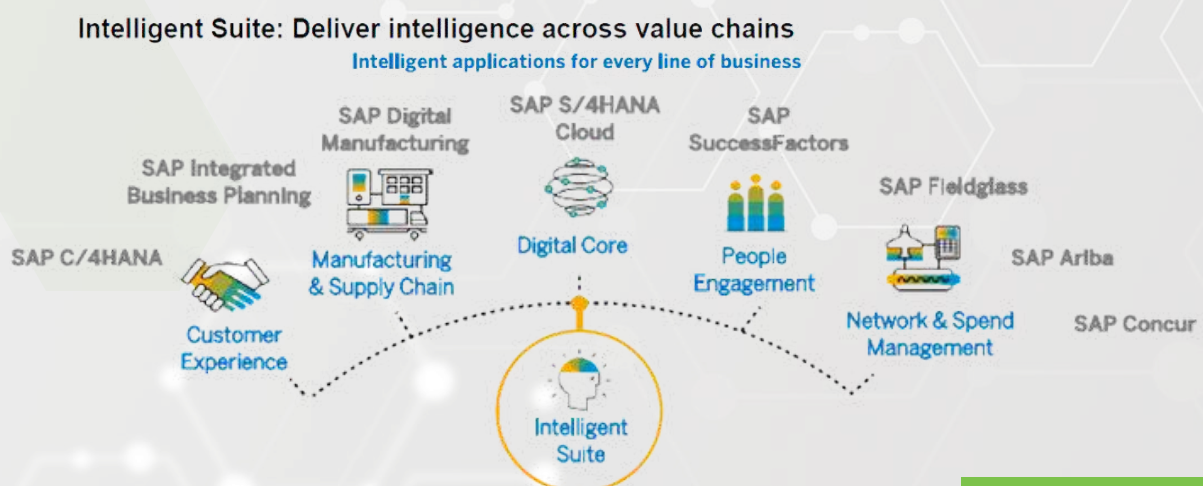 Intelligent Suite: Deliver intelligence across value chains
Intelligent applications for every line of business
SAP C/4HANA
Customer
Experience
SAP Integrated
Business Planning
SAP Digital
Manufacturing
Manufacturing
& Supply Chain
SAP S/4HANA
Cloud
Digital Core
SAP
SuccessFactors
People
Engagement
SAP Fieldglass
SAP Ariba
SAP Concur
Network & Spend
Management
Intelligent
Suite